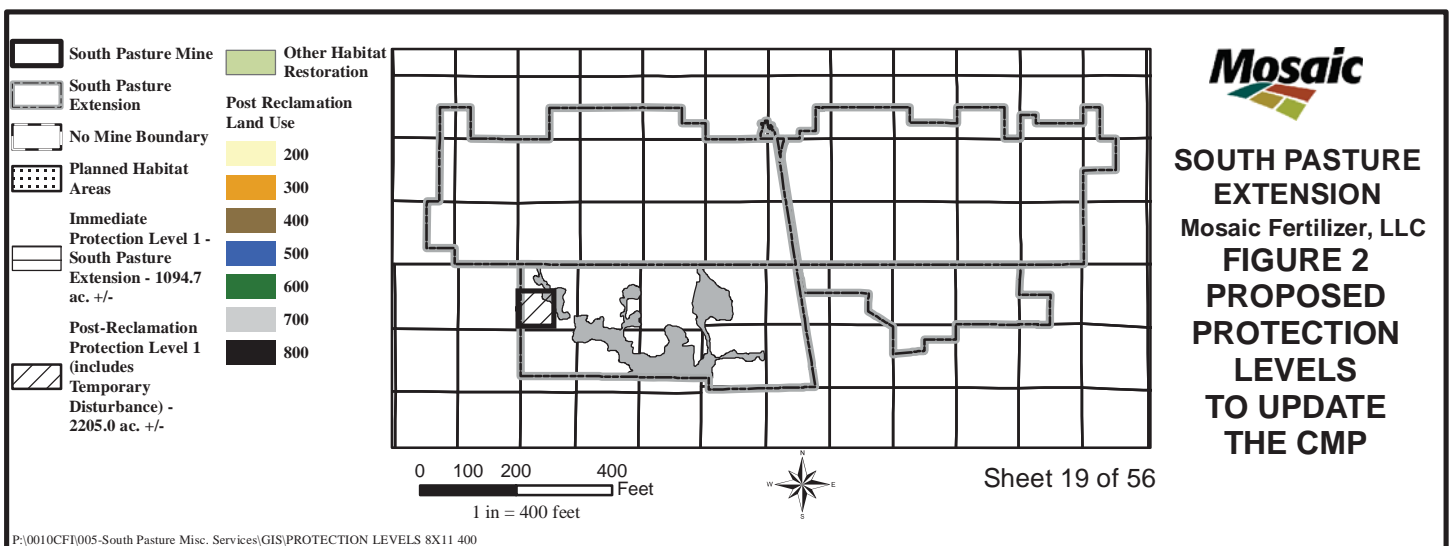 South Pasture Mine
South Pasture
Extension
No Mine Boundary
Planned Habitat
Areas
Immediate
Protection Level 1 -
South Pasture
Extension - 1094.7
ac. +/-
Post-Reclamation
Protection Level 1
(includes
Temporary
Disturbance) -
2205.0 ac. +/-
Other Habitat
Restoration
Post Reclamation
Land Use
200
300
400
500
600
700
800
0 100 200 400
Feet
1 in = 400 feet
N
W E
S
Sheet 19 of 56
Mosaic
SOUTH PASTURE
EXTENSION
Mosaic Fertilizer, LLC
FIGURE 2
PROPOSED
PROTECTION
LEVELS
TO UPDATE
THE CMP
P:\0010CFI\005-South Pasture Misc. Services\GIS\PROTECTION LEVELS 8X11 400